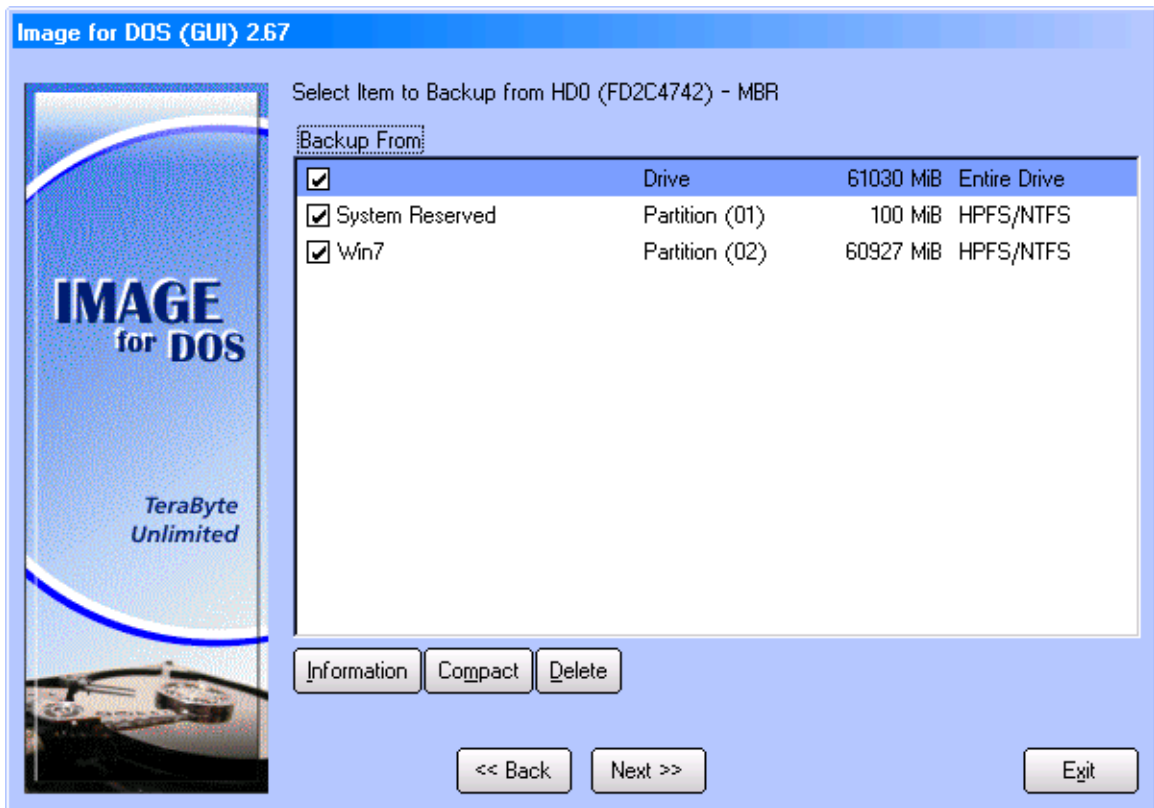 Image for DOS (GUI) 2.67
Select Item to Backup from HD0 (FD2C4742) - MBR
Backup From
Drive 61030 MiB Entire Drive
System Reserved Partition (01) 100 MiB HPFS/NTFS
Win7 Partition (02) 60927 MiB HPFS/NTFS
IMAGE
for DOS
TeraByte
Unlimited
Information Compact Delete
<< Back Next >> Exit